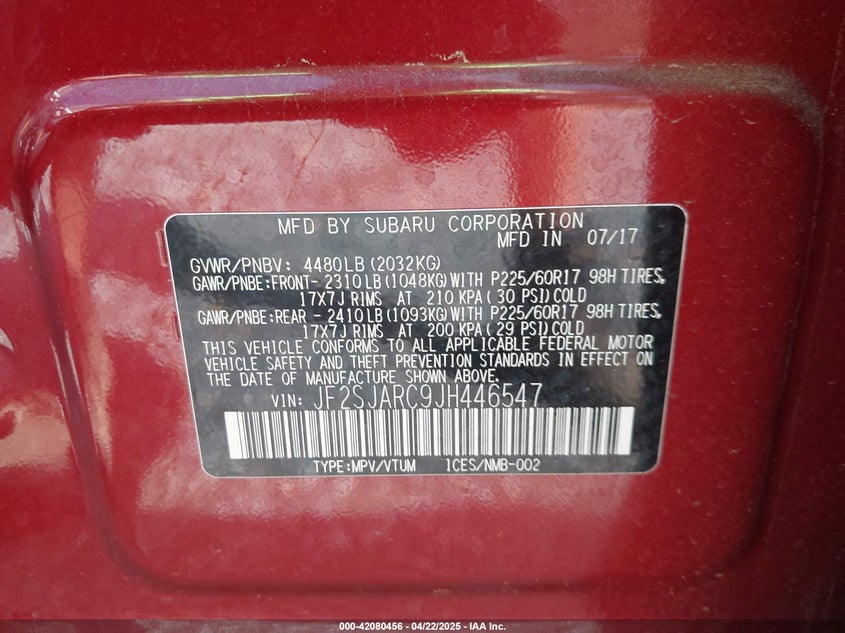 MFD BY SUBARU CORPORATION
MFD IN 07/17
GVWR/PNBV: 4480LB (2032KG)
GAWR/PNBE:FRONT- 2310LB (1048KG) WITH P225/60R17 98H TIRES,
17X7J RIMS AT 210 KPA( 30 PSI) COLD
GAWR/PNBE:REAR - 2410LB (1093KG) WITH P225/60R17 98H TIRES,
17X7J RIMS AT 200 KPA( 29 PSI) COLD
THIS VEHICLE CONFORMS TO ALL APPLICABLE FEDERAL MOTOR
VEHICLE SAFETY AND THEFT PREVENTION STANDARDS IN EFFECT ON
THE DATE OF MANUFACTURE SHOWN ABOVE.
VIN: JF2SJARC9JH446547
TYPE:MPV/VTUM ICES/NMB-002
000-42080456 - 04/22/2025 - IAA Inc.